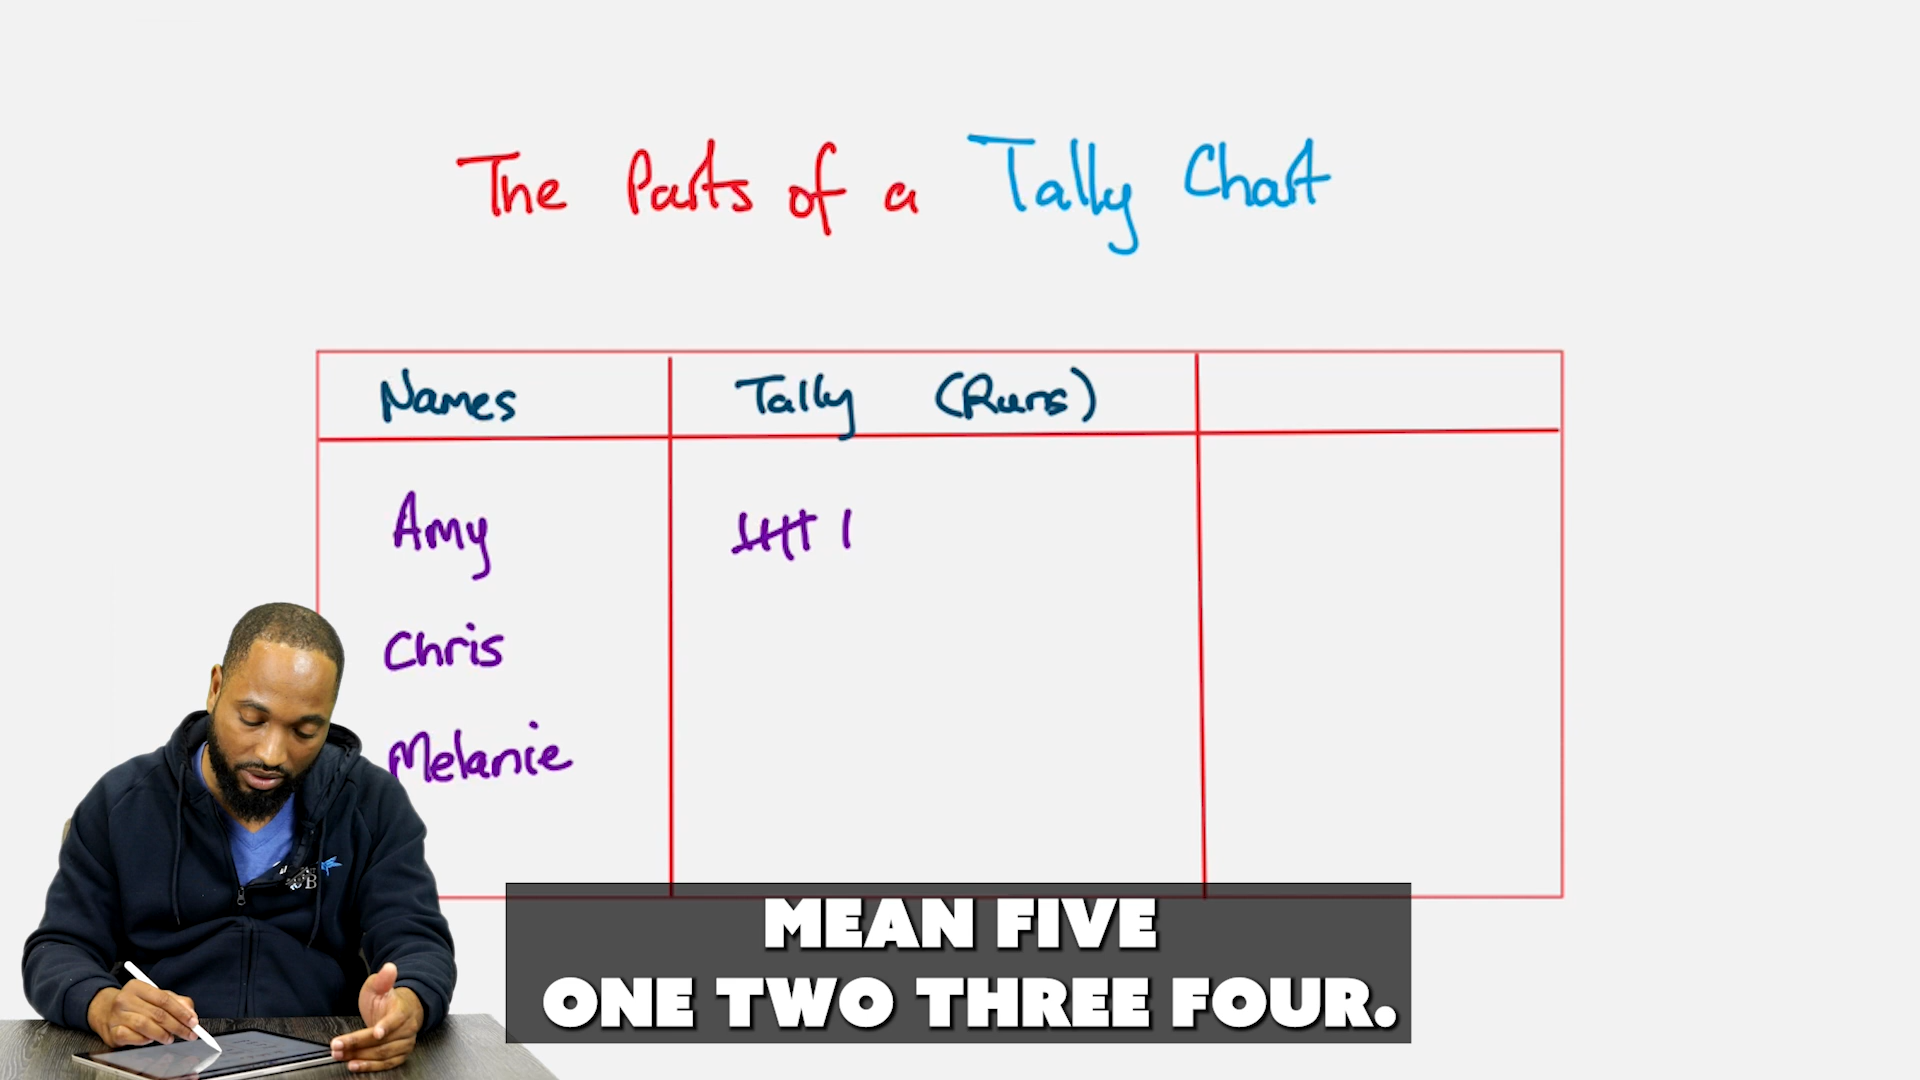 The Parts of a Tally Chart
Names Tally (Runs)
Amy
Chris
Melanie
MEAN FIVE
ONE TWO THREE FOUR.